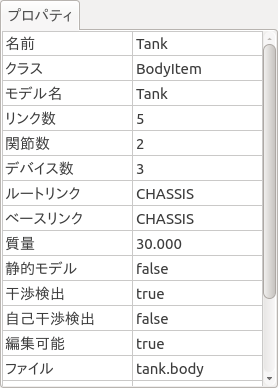 プロパティ
名前 Tank
クラス BodyItem
モデル名 Tank
リンク数 5
関節数 2
デバイス数 3
ルートリンク CHASSIS
ベースリンク CHASSIS
質量 30.000
静的モデル false
干渉検出 true
自己干渉検出 false
編集可能 true
ファイル tank.body